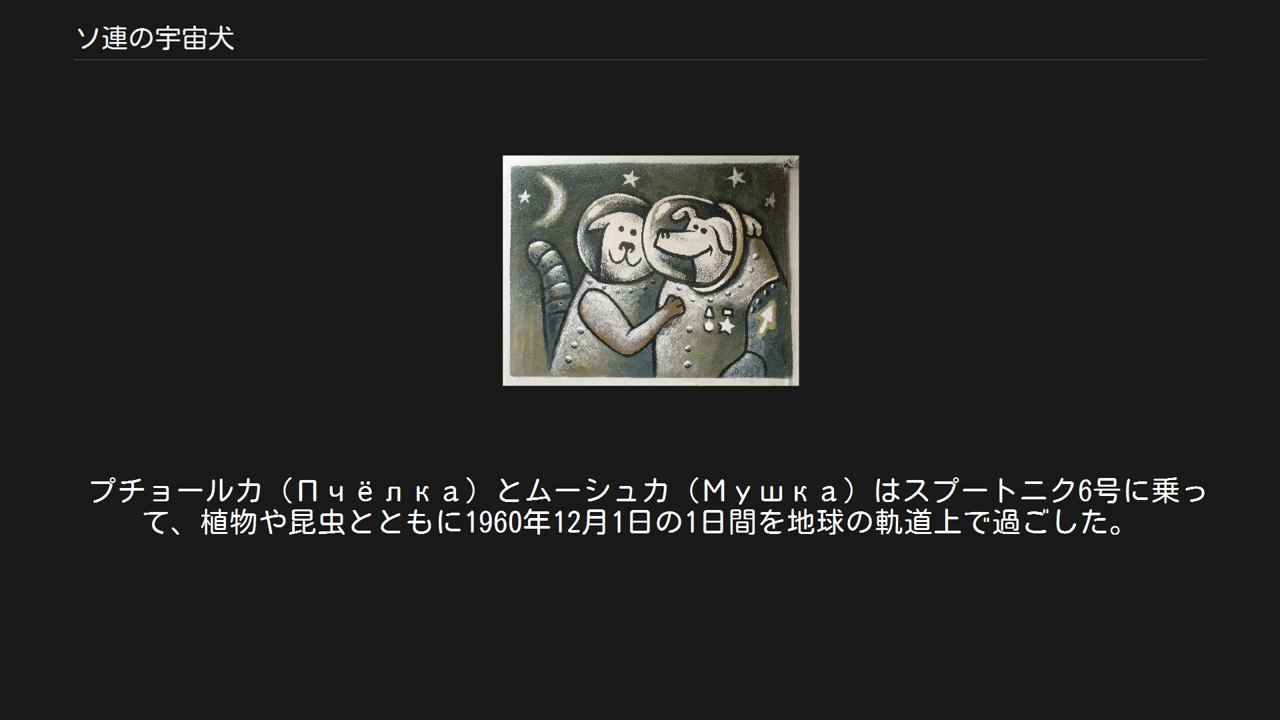 ソ連の宇宙犬
プチョールカ（Пчёлка）とムーシュカ（Мушка）はスプートニク6号に乗っ
て、植物や昆虫とともに1960年12月1日の1日間を地球の軌道上で過ごした。